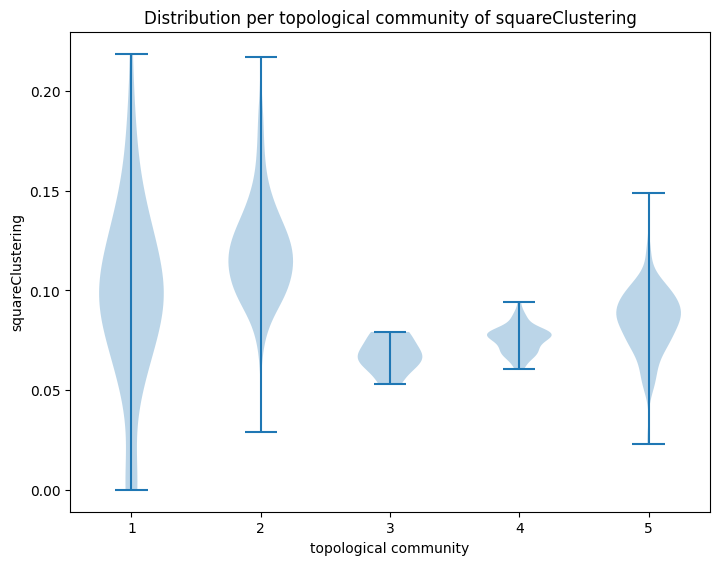 Distribution per topological community of squareClustering
squareClustering
0.20
0.15
0.10
0.05
0.00
1 2 3 4 5
topological community